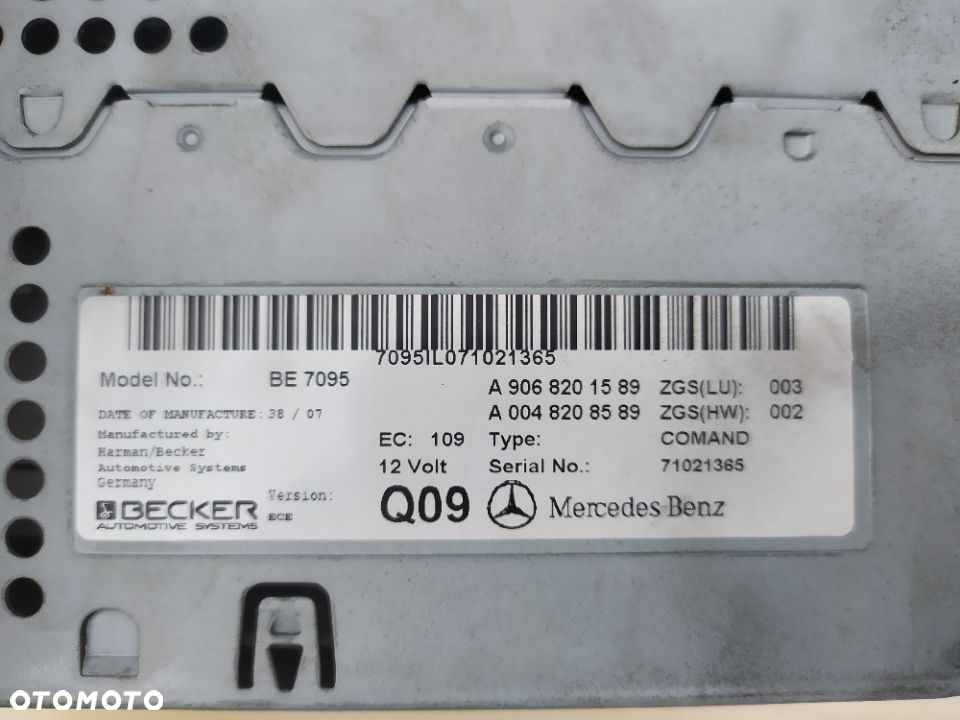 7095IL071021365
Model No.: BE 7095
A 906 820 15 89 ZGS(LU): 003
DATE OF MANUFACTURE: 38 / 07
A 004 820 85 89 ZGS(HW): 002
Manufactured by:
EC: 109 Type: COMAND
Harman/Becker
Automotive Systems
12 Volt Serial No.: 71021365
Germany
Version:
BECKER
ECE
Q09
Mercedes-Benz
AUTOMOTIVE SYSTEMS
OTOMOTO